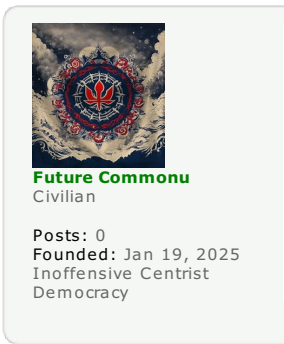 Future Commonu
Civilian
Posts: 0
Founded: Jan 19, 2025
Inoffensive Centrist
Democracy